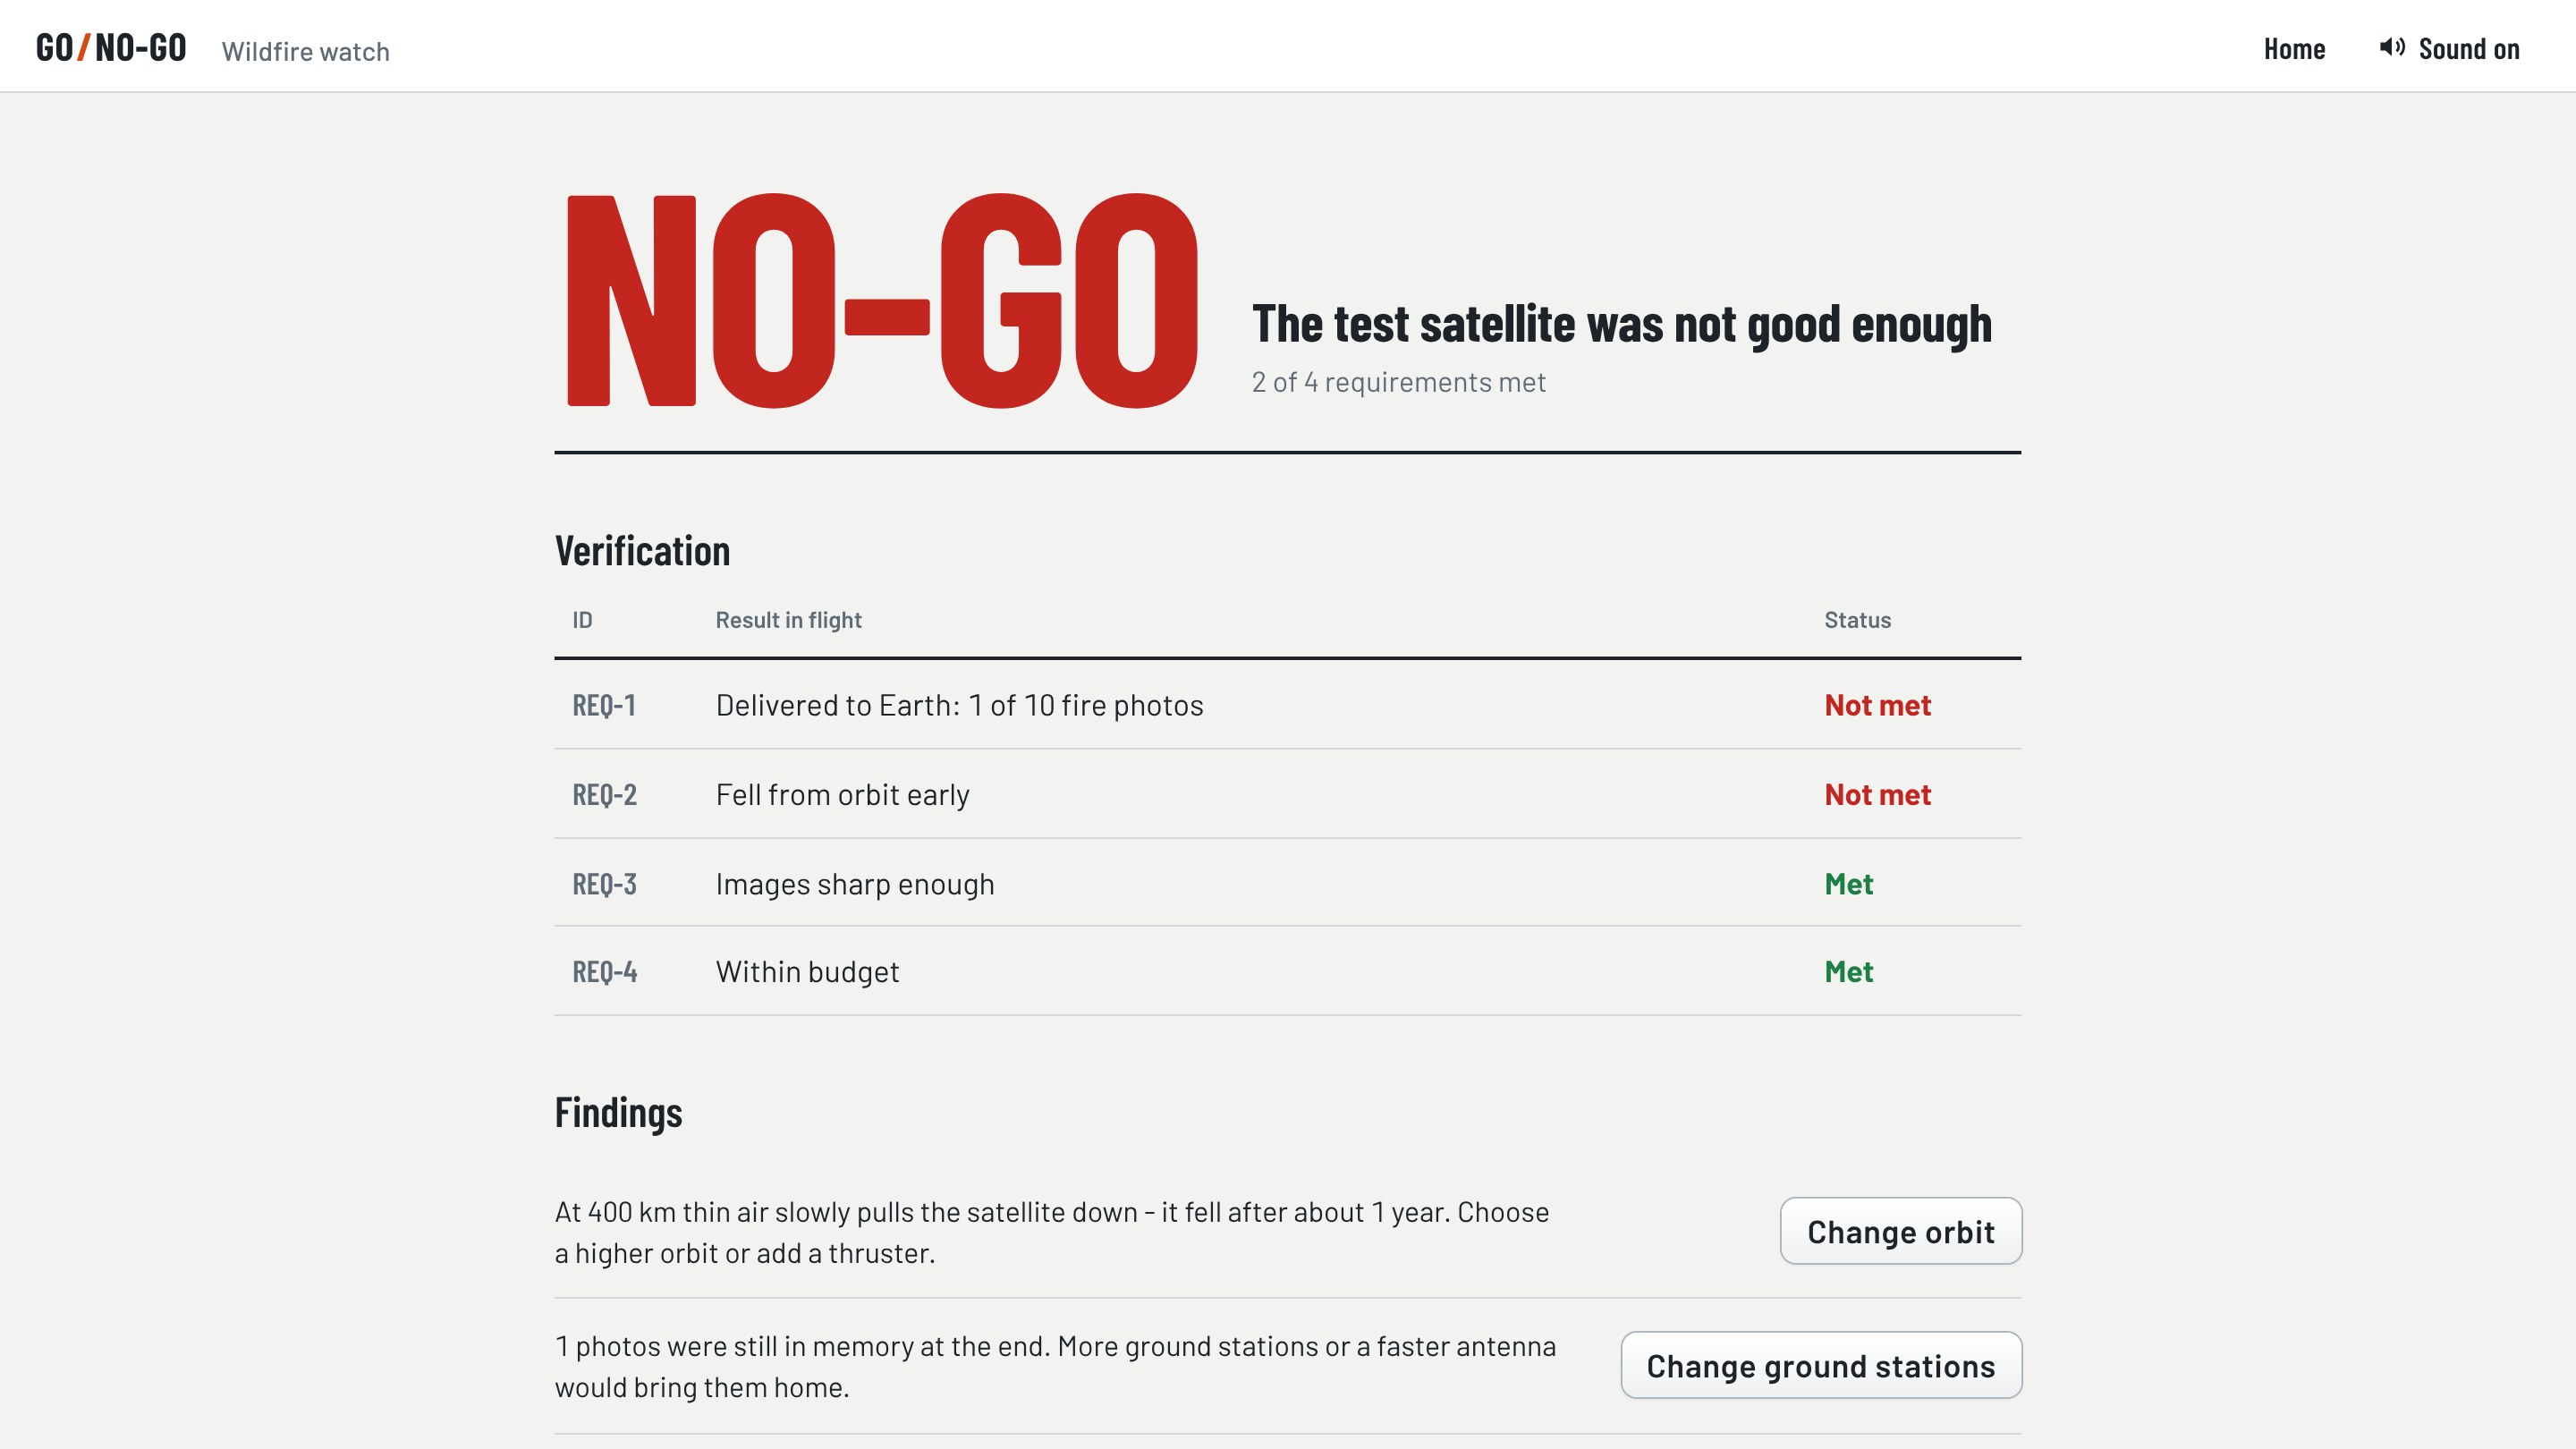 GO/NO-GO Wildfire watch Home Sound on
NO-GO
The test satellite was not good enough
2 of 4 requirements met
Verification
ID Result in flight Status
REQ-1 Delivered to Earth: 1 of 10 fire photos Not met
REQ-2 Fell from orbit early Not met
REQ-3 Images sharp enough Met
REQ-4 Within budget Met
Findings
At 400 km thin air slowly pulls the satellite down - it fell after about 1 year. Choose
a higher orbit or add a thruster.
Change orbit
1 photos were still in memory at the end. More ground stations or a faster antenna
would bring them home.
Change ground stations